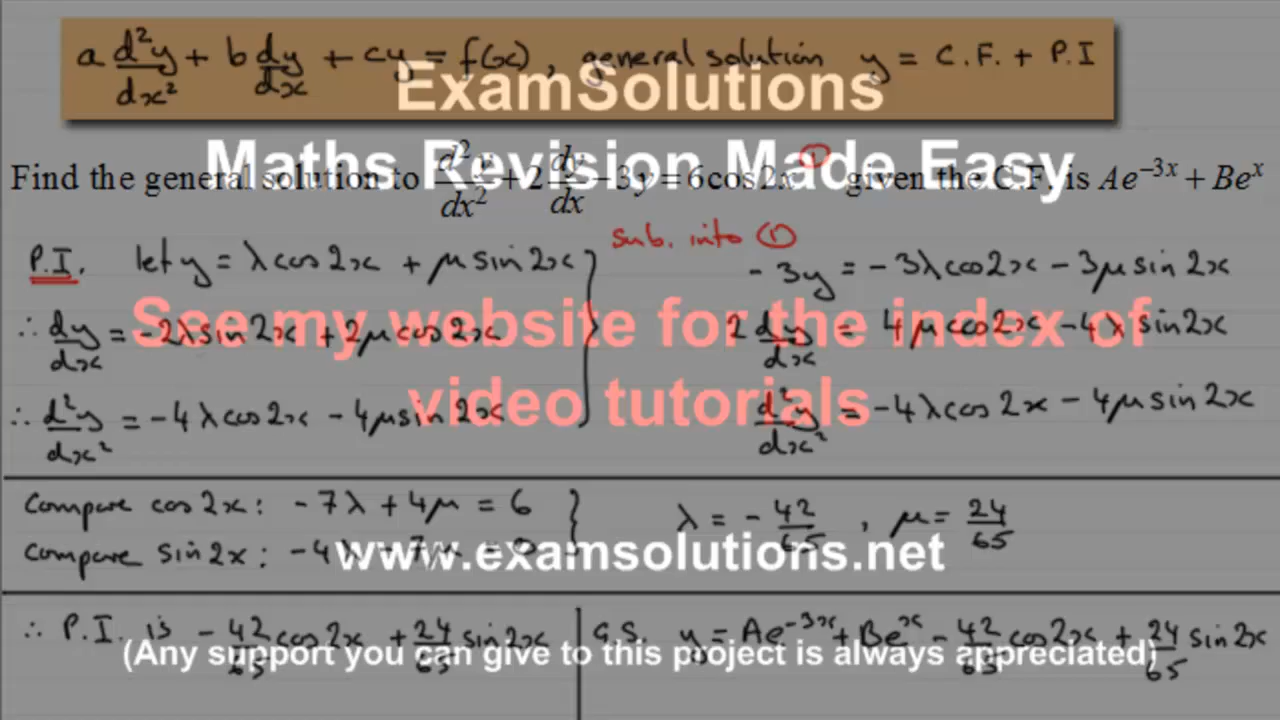 a d²y/dx² + b dy/dx + cy = f(x), general solution y = C.F. + P.I
ExamSolutions
Maths Revision Made Easy
Find the general solution to d²y/dx² + 2 dy/dx - 3y = 6cos2x ① given the C.F. is Ae^{-3x} + Be^x
P.I. let y = λcos2x + μsin2x
sub. into ①
-3y = -3λcos2x - 3μsin2x
See my website for the index of
∴ dy/dx = -2λsin2x + 2μcos2x
2 dy/dx = 4μcos2x - 4λsin2x
video tutorials
∴ d²y/dx² = -4λcos2x - 4μsin2x
d²y/dx² = -4λcos2x - 4μsin2x
Compare cos2x: -7λ + 4μ = 6
λ = -42/65, μ = 24/65
Compare sin2x: -4λ - 7μ = 0
www.examsolutions.net
∴ P.I. is -42/65 cos2x + 24/65 sin2x
G.S. y = Ae^{-3x} + Be^x - 42/65 cos2x + 24/65 sin2x
(Any support you can give to this project is always appreciated)